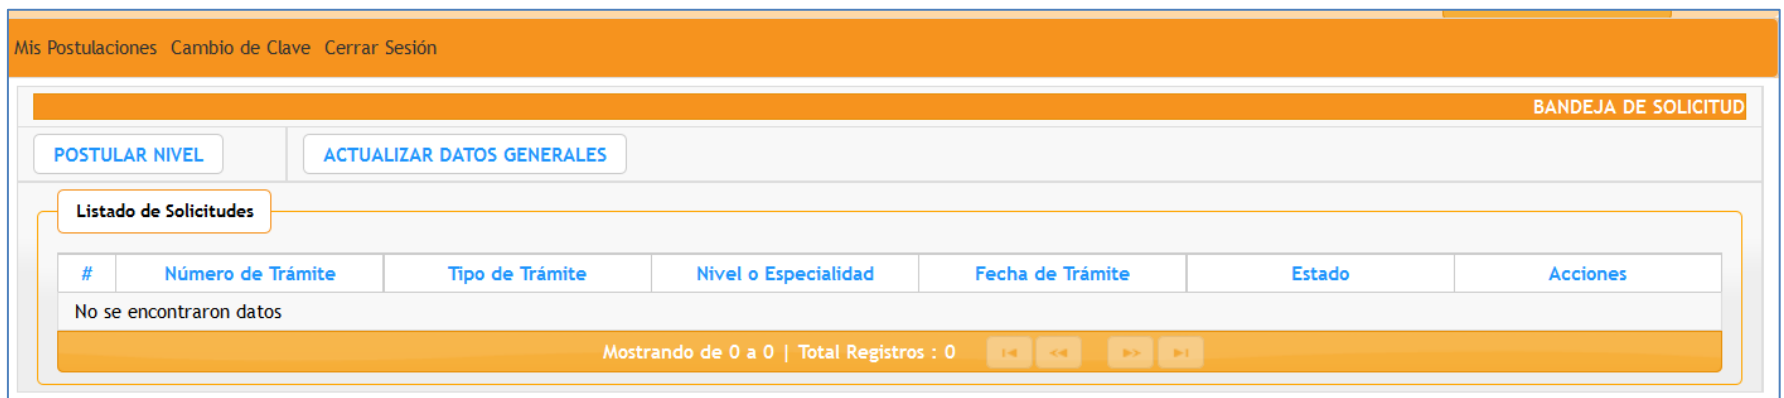 Mis Postulaciones Cambio de Clave Cerrar Sesión
BANDEJA DE SOLICITUD
POSTULAR NIVEL ACTUALIZAR DATOS GENERALES
Listado de Solicitudes
# Número de Trámite Tipo de Trámite Nivel o Especialidad Fecha de Trámite Estado Acciones
No se encontraron datos
Mostrando de 0 a 0 | Total Registros : 0